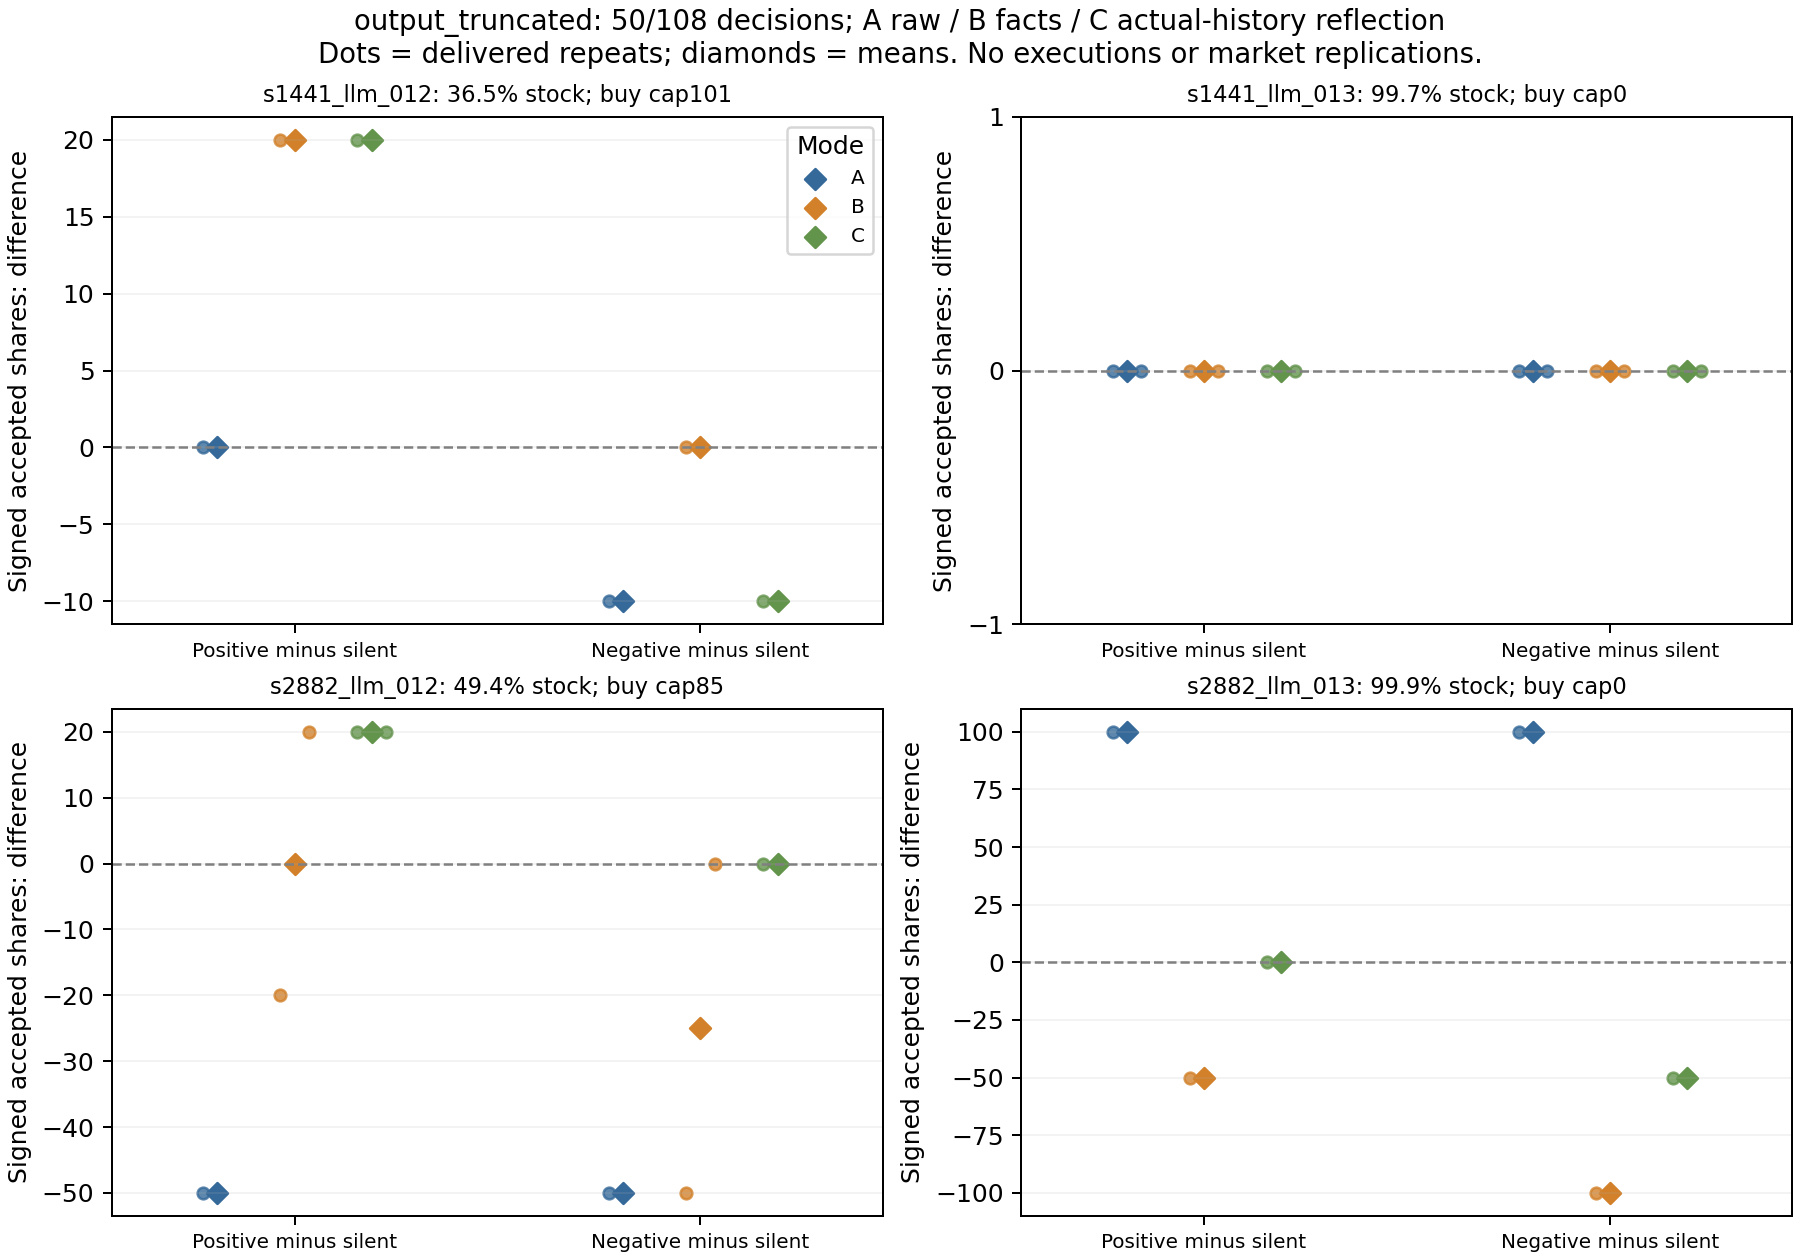 output_truncated: 50/108 decisions; A raw / B facts / C actual-history reflection
Dots = delivered repeats; diamonds = means. No executions or market replications.
s1441_llm_012: 36.5% stock; buy cap101
Signed accepted shares: difference
20
15
10
5
0
−5
−10
Mode
A
B
C
Positive minus silent
Negative minus silent
s1441_llm_013: 99.7% stock; buy cap0
Signed accepted shares: difference
1
0
−1
Positive minus silent
Negative minus silent
s2882_llm_012: 49.4% stock; buy cap85
Signed accepted shares: difference
20
10
0
−10
−20
−30
−40
−50
Positive minus silent
Negative minus silent
s2882_llm_013: 99.9% stock; buy cap0
Signed accepted shares: difference
100
75
50
25
0
−25
−50
−75
−100
Positive minus silent
Negative minus silent